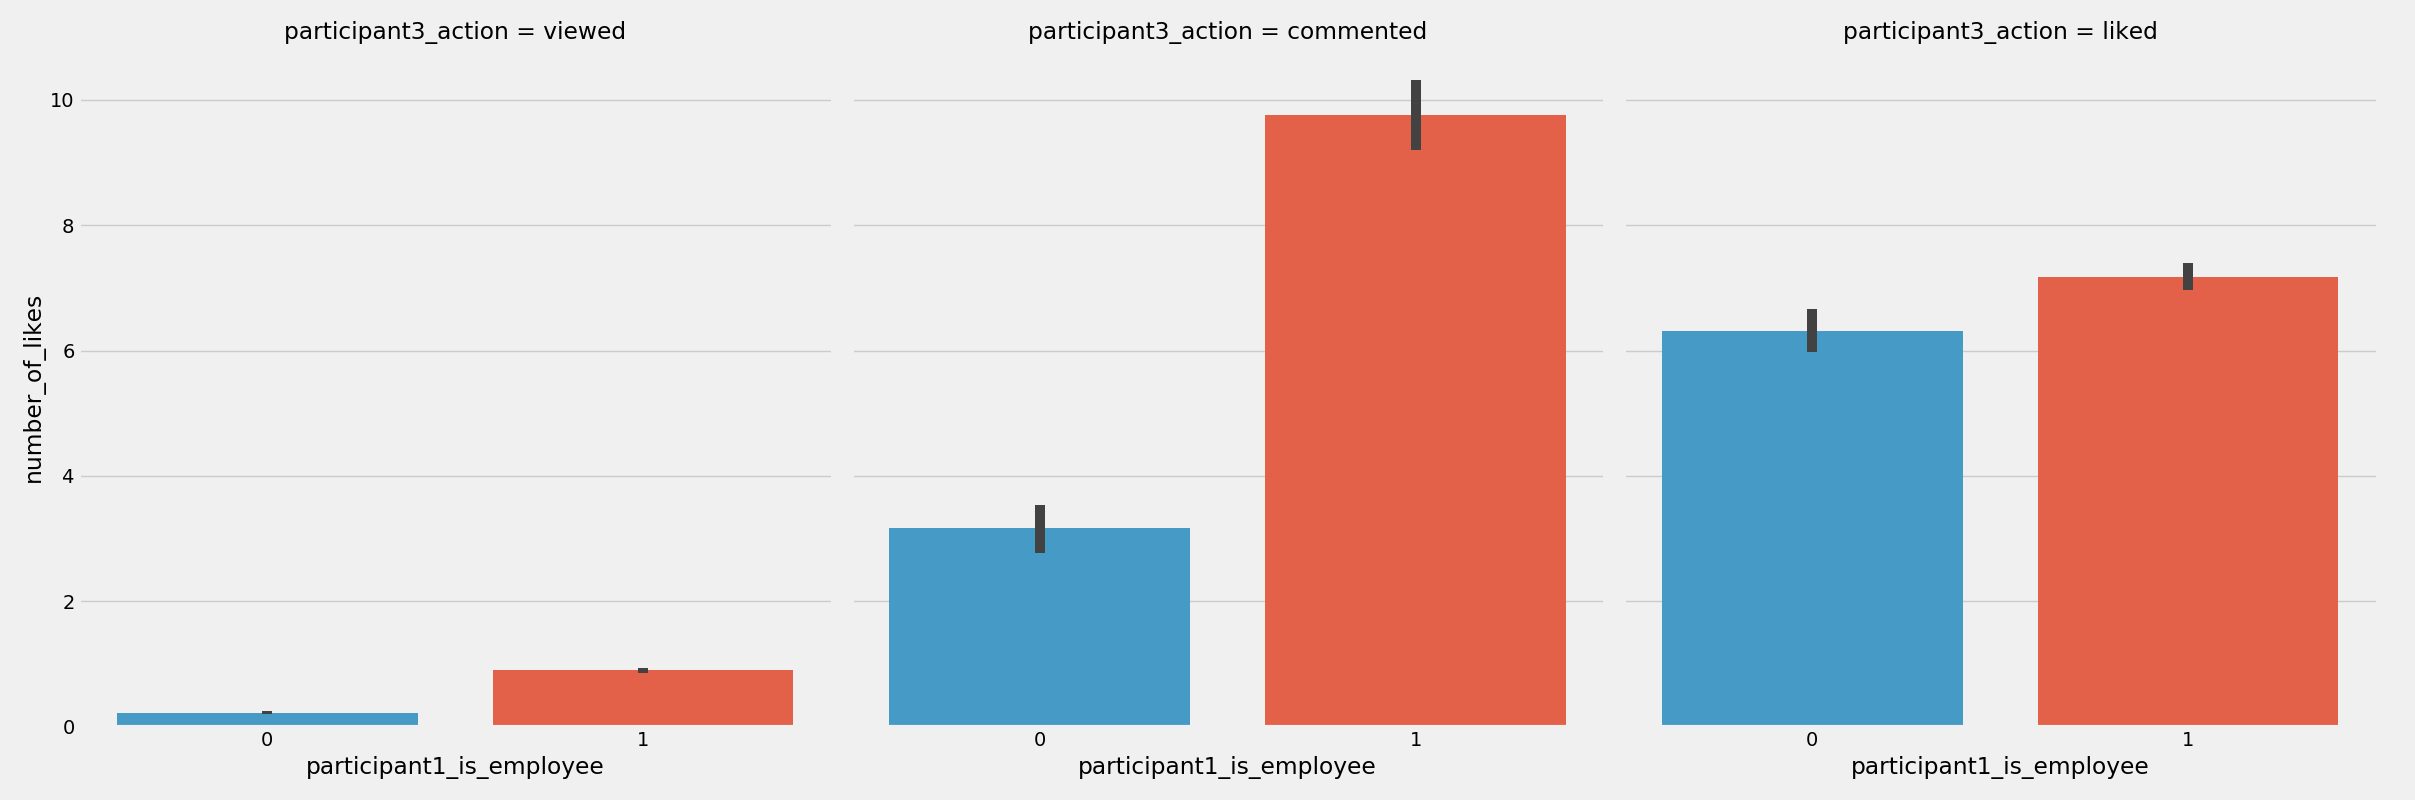 participant3_action = viewed
participant3_action = commented
participant3_action = liked
number_of_likes
10
8
6
4
2
0
0 1
0 1
0 1
participant1_is_employee
participant1_is_employee
participant1_is_employee